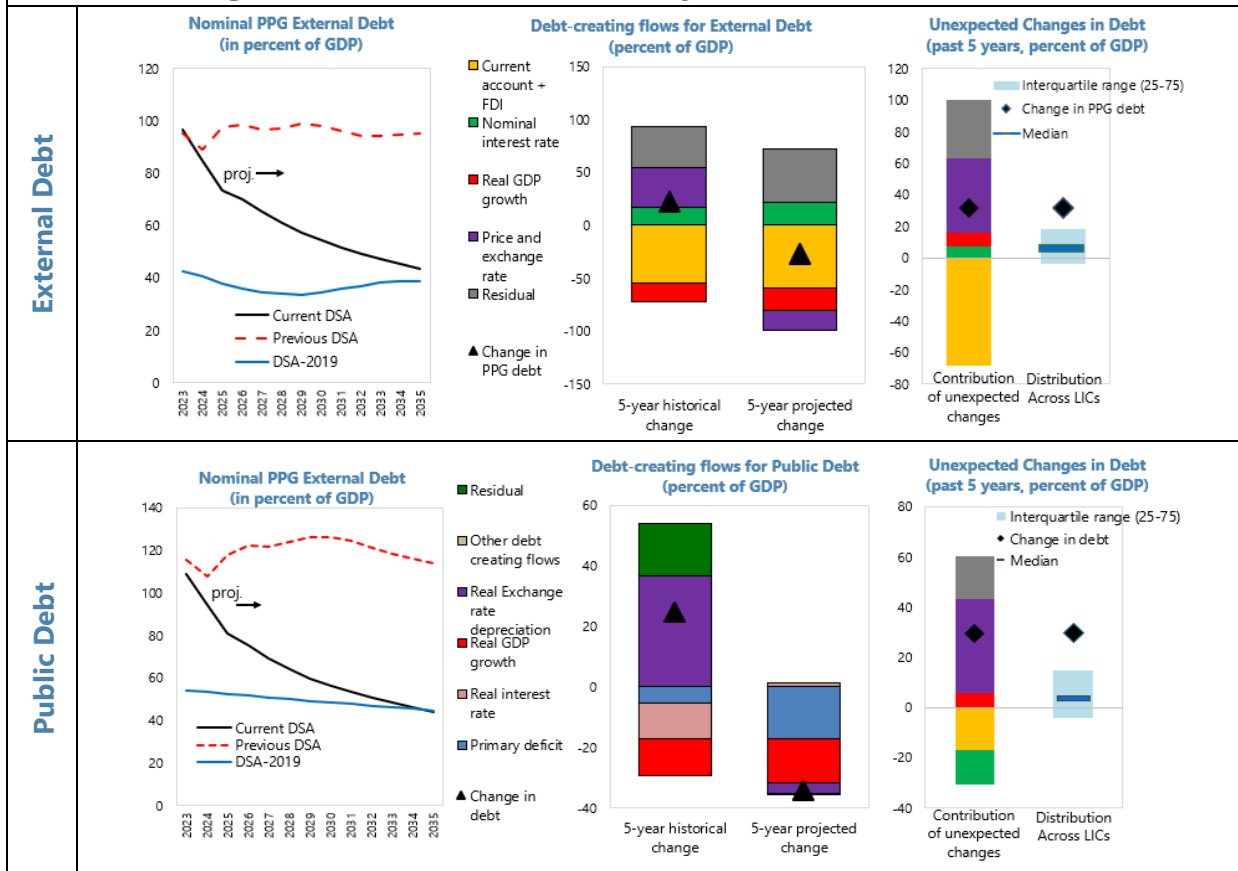 External Debt
Nominal PPG External Debt
(in percent of GDP)
120
100
80
60
40
20
0
proj.
Current DSA
Previous DSA
DSA-2019
2023
2024
2025
2026
2027
2028
2029
2030
2031
2032
2033
2034
2035
Debt-creating flows for External Debt
(percent of GDP)
Current
account +
FDI
Nominal
interest rate
Real GDP
growth
Price and
exchange
rate
Residual
Change in
PPG debt
150
100
50
0
-50
-100
-150
5-year historical
change
5-year projected
change
Unexpected Changes in Debt
(past 5 years, percent of GDP)
120
100
80
60
40
20
0
-20
-40
-60
-80
Interquartile range (25-75)
Change in PPG debt
Median
Contribution
of unexpected
changes
Distribution
Across LICs
Public Debt
Nominal PPG External Debt
(in percent of GDP)
140
120
100
80
60
40
20
0
proj.
Current DSA
Previous DSA
DSA-2019
2023
2024
2025
2026
2027
2028
2029
2030
2031
2032
2033
2034
2035
Debt-creating flows for Public Debt
(percent of GDP)
Residual
Other debt
creating flows
Real Exchange
rate
depreciation
Real GDP
growth
Real interest
rate
Primary deficit
Change in
debt
60
40
20
0
-20
-40
5-year historical
change
5-year projected
change
Unexpected Changes in Debt
(past 5 years, percent of GDP)
80
60
40
20
0
-20
-40
Interquartile range (25-75)
Change in debt
Median
Contribution
of unexpected
changes
Distribution
Across LICs